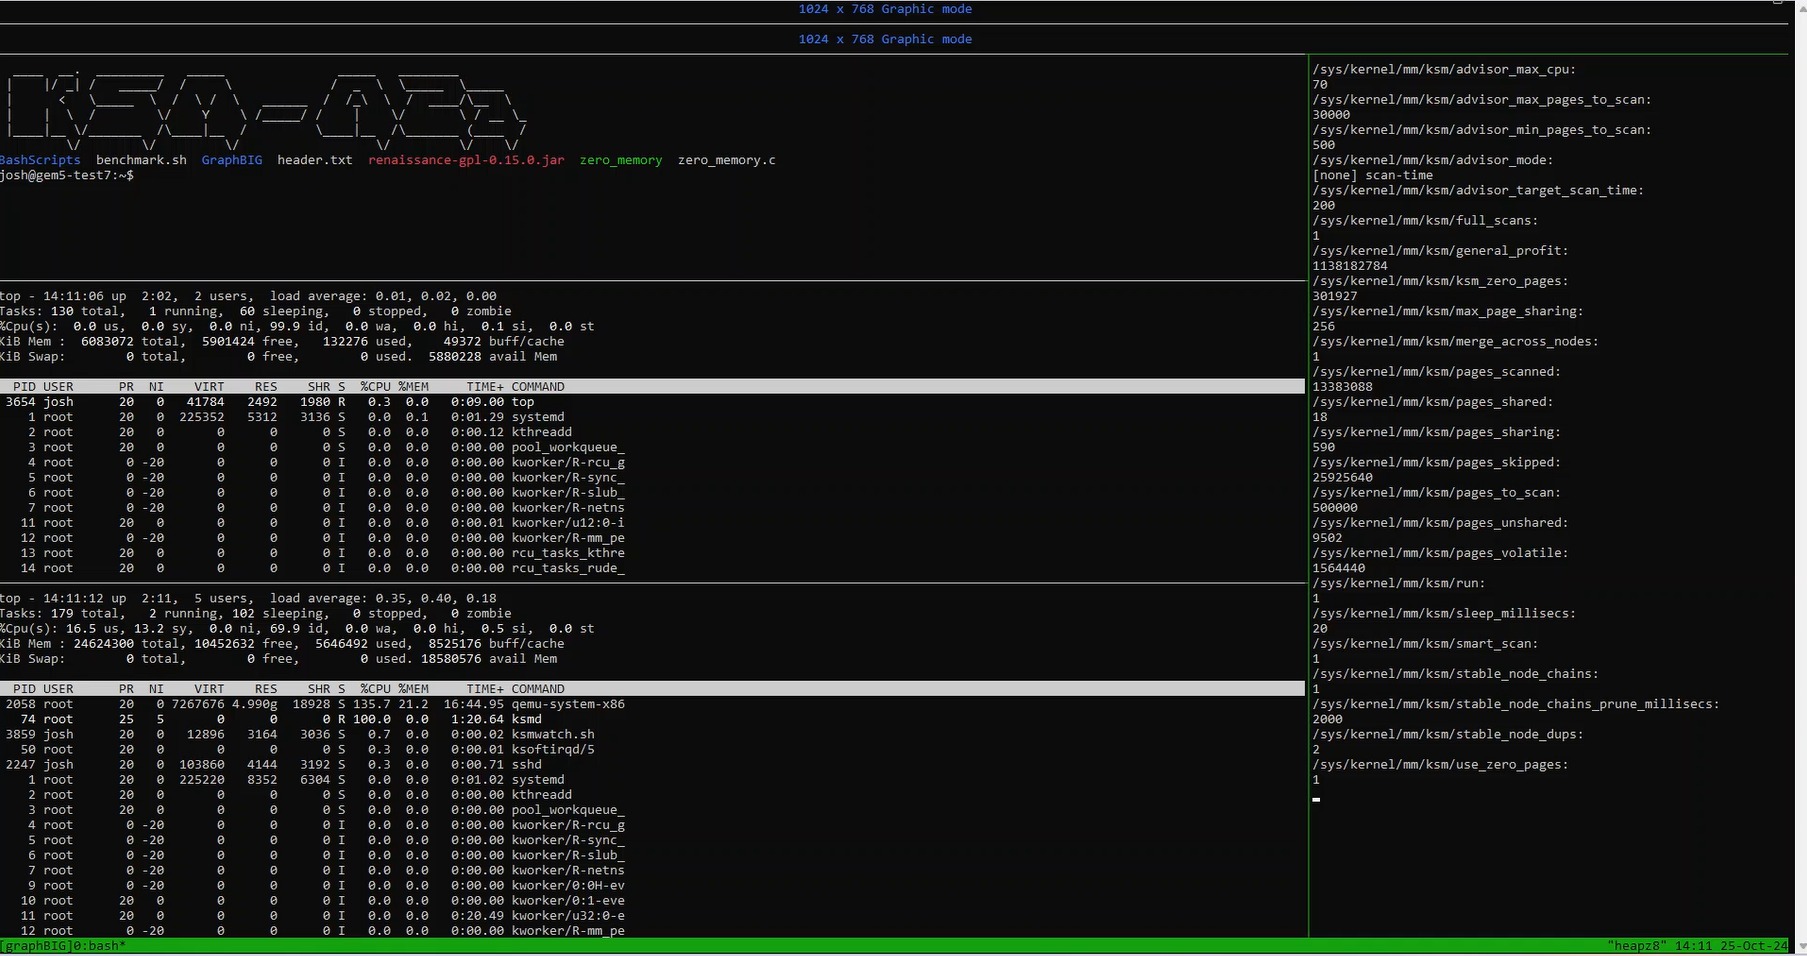 1024 x 768 Graphic mode
1024 x 768 Graphic mode
BashScripts  benchmark.sh  GraphBIG  header.txt  renaissance-gpl-0.15.0.jar  zero_memory  zero_memory.c
josh@gem5-test7:~$
top - 14:11:06 up  2:02,  2 users,  load average: 0.01, 0.02, 0.00
Tasks: 130 total,   1 running,  60 sleeping,   0 stopped,   0 zombie
%Cpu(s):  0.0 us,  0.0 sy,  0.0 ni, 99.9 id,  0.0 wa,  0.0 hi,  0.1 si,  0.0 st
KiB Mem :  6083072 total,  5901424 free,   132276 used,    49372 buff/cache
KiB Swap:        0 total,        0 free,        0 used.  5880228 avail Mem
PID USER      PR  NI    VIRT    RES    SHR S  %CPU %MEM     TIME+ COMMAND
3654 josh      20   0   41784   2492   1980 R   0.3  0.0   0:09.00 top
1 root      20   0  225352   5312   3136 S   0.0  0.1   0:01.29 systemd
2 root      20   0       0      0      0 S   0.0  0.0   0:00.12 kthreadd
3 root      20   0       0      0      0 S   0.0  0.0   0:00.00 pool_workqueue_
4 root       0 -20       0      0      0 I   0.0  0.0   0:00.00 kworker/R-rcu_g
5 root       0 -20       0      0      0 I   0.0  0.0   0:00.00 kworker/R-sync_
6 root       0 -20       0      0      0 I   0.0  0.0   0:00.00 kworker/R-slub_
7 root       0 -20       0      0      0 I   0.0  0.0   0:00.00 kworker/R-netns
11 root      20   0       0      0      0 I   0.0  0.0   0:00.01 kworker/u12:0-i
12 root       0 -20       0      0      0 I   0.0  0.0   0:00.00 kworker/R-mm_pe
13 root      20   0       0      0      0 I   0.0  0.0   0:00.00 rcu_tasks_kthre
14 root      20   0       0      0      0 I   0.0  0.0   0:00.00 rcu_tasks_rude_
top - 14:11:12 up  2:11,  5 users,  load average: 0.35, 0.40, 0.18
Tasks: 179 total,   2 running, 102 sleeping,   0 stopped,   0 zombie
%Cpu(s): 16.5 us, 13.2 sy,  0.0 ni, 69.9 id,  0.0 wa,  0.0 hi,  0.5 si,  0.0 st
KiB Mem : 24624300 total, 10452632 free,  5646492 used,  8525176 buff/cache
KiB Swap:        0 total,        0 free,        0 used. 18580576 avail Mem
PID USER      PR  NI    VIRT    RES    SHR S  %CPU %MEM     TIME+ COMMAND
2058 root      20   0 7267676 4.990g  18928 S 135.7 21.2  16:44.95 qemu-system-x86
74 root      25   5       0      0      0 R 100.0  0.0   1:20.64 ksmd
3859 josh      20   0   12896   3164   3036 S   0.7  0.0   0:00.02 ksmwatch.sh
50 root      20   0       0      0      0 S   0.3  0.0   0:00.01 ksoftirqd/5
2247 josh      20   0  103860   4144   3192 S   0.3  0.0   0:00.71 sshd
1 root      20   0  225220   8352   6304 S   0.0  0.0   0:01.02 systemd
2 root      20   0       0      0      0 S   0.0  0.0   0:00.00 kthreadd
3 root      20   0       0      0      0 S   0.0  0.0   0:00.00 pool_workqueue_
4 root       0 -20       0      0      0 I   0.0  0.0   0:00.00 kworker/R-rcu_g
5 root       0 -20       0      0      0 I   0.0  0.0   0:00.00 kworker/R-sync_
6 root       0 -20       0      0      0 I   0.0  0.0   0:00.00 kworker/R-slub_
7 root       0 -20       0      0      0 I   0.0  0.0   0:00.00 kworker/R-netns
9 root       0 -20       0      0      0 I   0.0  0.0   0:00.00 kworker/0:0H-ev
10 root      20   0       0      0      0 I   0.0  0.0   0:00.00 kworker/0:1-eve
11 root      20   0       0      0      0 I   0.0  0.0   0:20.49 kworker/u32:0-e
12 root       0 -20       0      0      0 I   0.0  0.0   0:00.00 kworker/R-mm_pe
/sys/kernel/mm/ksm/advisor_max_cpu:
70
/sys/kernel/mm/ksm/advisor_max_pages_to_scan:
30000
/sys/kernel/mm/ksm/advisor_min_pages_to_scan:
500
/sys/kernel/mm/ksm/advisor_mode:
[none] scan-time
/sys/kernel/mm/ksm/advisor_target_scan_time:
200
/sys/kernel/mm/ksm/full_scans:
1
/sys/kernel/mm/ksm/general_profit:
1138182784
/sys/kernel/mm/ksm/ksm_zero_pages:
301927
/sys/kernel/mm/ksm/max_page_sharing:
256
/sys/kernel/mm/ksm/merge_across_nodes:
1
/sys/kernel/mm/ksm/pages_scanned:
13383088
/sys/kernel/mm/ksm/pages_shared:
18
/sys/kernel/mm/ksm/pages_sharing:
590
/sys/kernel/mm/ksm/pages_skipped:
25925640
/sys/kernel/mm/ksm/pages_to_scan:
500000
/sys/kernel/mm/ksm/pages_unshared:
9502
/sys/kernel/mm/ksm/pages_volatile:
1564440
/sys/kernel/mm/ksm/run:
1
/sys/kernel/mm/ksm/sleep_millisecs:
20
/sys/kernel/mm/ksm/smart_scan:
1
/sys/kernel/mm/ksm/stable_node_chains:
1
/sys/kernel/mm/ksm/stable_node_chains_prune_millisecs:
2000
/sys/kernel/mm/ksm/stable_node_dups:
2
/sys/kernel/mm/ksm/use_zero_pages:
1
[graphBIG]0:bash*    "heapz8" 14:11 25-Oct-24